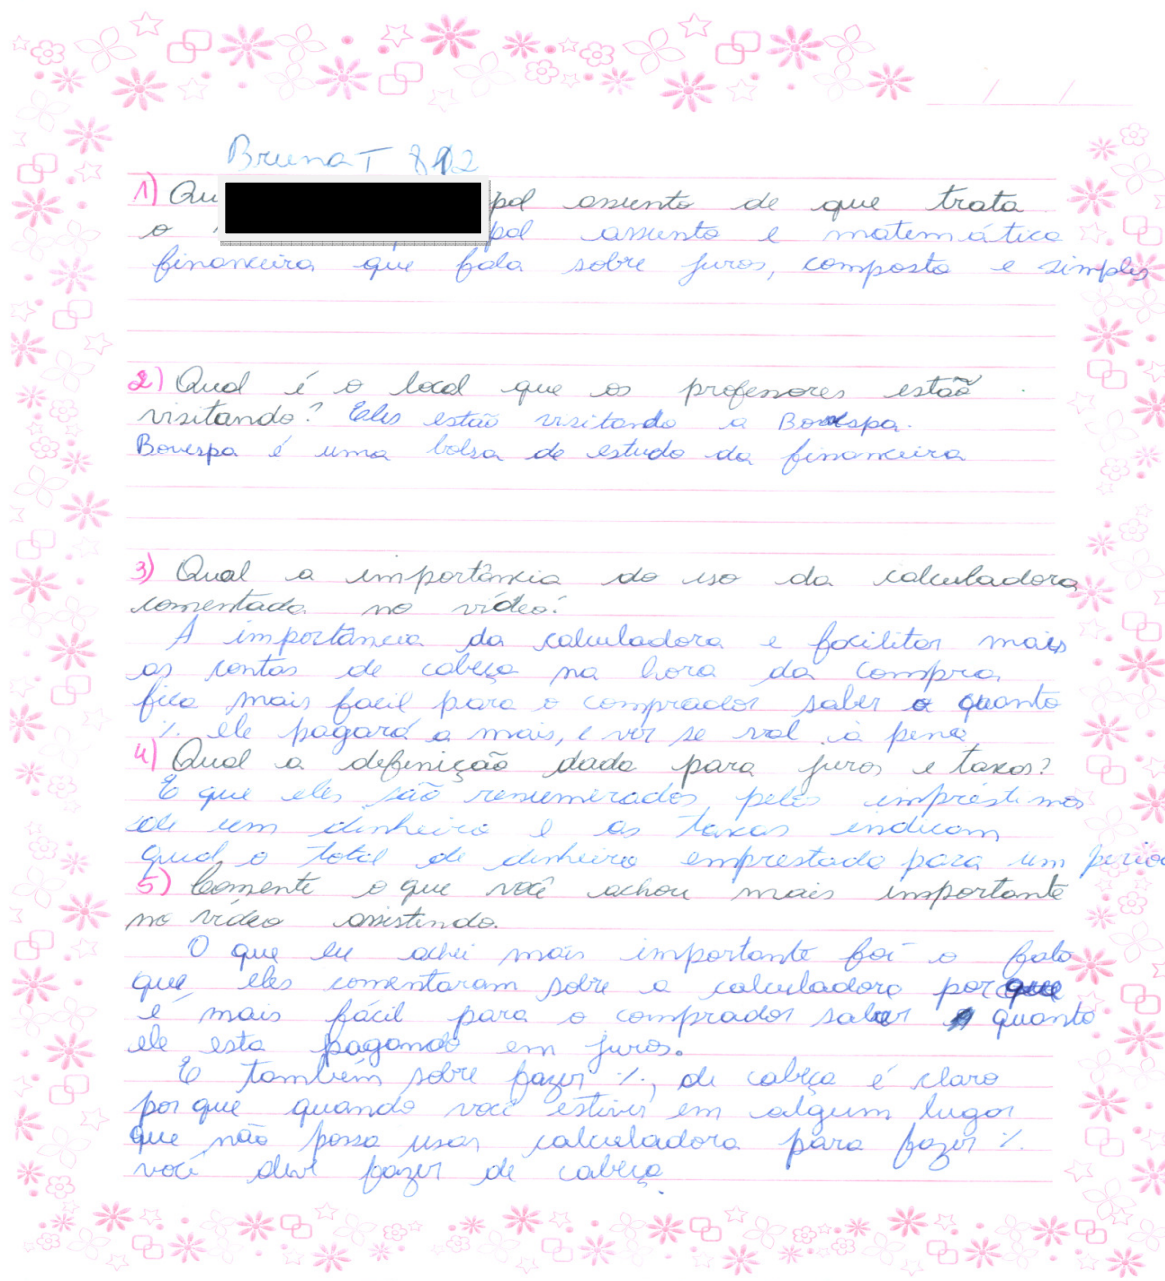 Bruna T 812
1) Qu pal assunto de que trata
o pal assunto e matemática
financeira que fala sobre juros, composto e simples
2) Qual é o local que os professores estão
visitando? Eles estão visitando a Bovespa.
Bovespa é uma bolsa de estudo da financeira
3) Qual a importância do uso da calculadora
comentada no vídeo?
A importância da calculadora e facilitar mais
as contas de cabeça na hora da compra,
fica mais facil para o comprador saber o quanto
% ele pagará a mais, e ver se val a pena
4) Qual a definição dada para juros e taxas?
E que eles são renumerados pelos impréstimos
de um dinheiro e as taxas indicam
qual o total de dinheiro emprestado para um
5) Comente o que você achou mais importante
no vídeo assistindo.
O que eu achei mais importante foi o fato
que eles comentaram sobre a calculadora porque
é mais fácil para o comprador saber quanto
ele esta pagando em juros.
E também sobre fazer %, de cabeça é claro
por que quando você estiver em algum lugar
que não possa usar calculadora para fazer %
você deve fazer de cabeça.